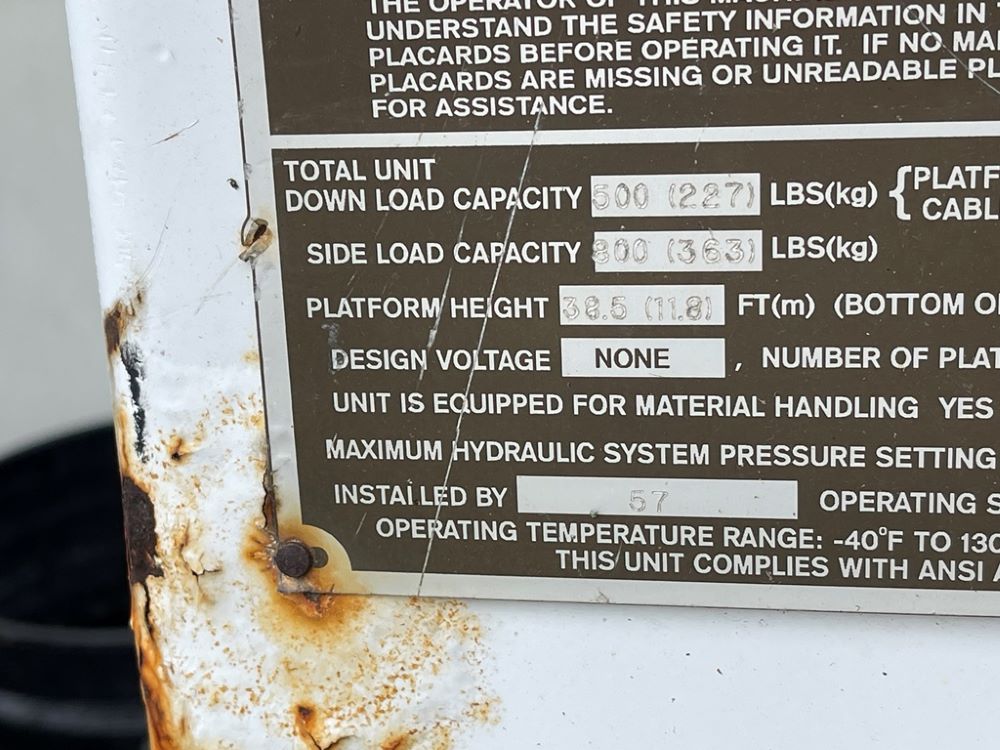 THE OPERATOR OF THIS
UNDERSTAND THE SAFETY INFORMATION IN
PLACARDS BEFORE OPERATING IT. IF NO
PLACARDS ARE MISSING OR UNREADABLE
FOR ASSISTANCE.
TOTAL UNIT
DOWN LOAD CAPACITY 500 (227) LBS(kg) {
SIDE LOAD CAPACITY 800 (363) LBS(kg)
PLATFORM HEIGHT 38.5 (11.8) FT(m) (BOTTOM
DESIGN VOLTAGE NONE , NUMBER OF
UNIT IS EQUIPPED FOR MATERIAL HANDLING YES
MAXIMUM HYDRAULIC SYSTEM PRESSURE SETTING
INSTALLED BY 57 OPERATING
OPERATING TEMPERATURE RANGE: -40°F TO
THIS UNIT COMPLIES WITH ANSI